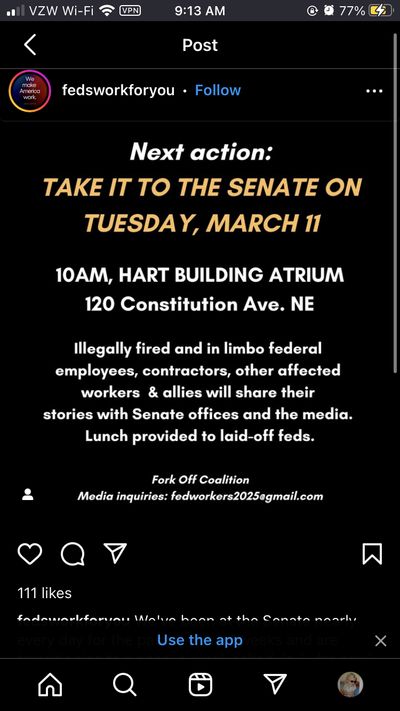 VZW Wi-Fi VPN 9:13 AM 77%
Post
We make America work.
fedsworkforyou • Follow
Next action:
TAKE IT TO THE SENATE ON
TUESDAY, MARCH 11
10AM, HART BUILDING ATRIUM
120 Constitution Ave. NE
Illegally fired and in limbo federal
employees, contractors, other affected
workers & allies will share their
stories with Senate offices and the media.
Lunch provided to laid-off feds.
Fork Off Coalition
Media inquiries: fedworkers2025@gmail.com
111 likes
fedsworkforyou We've been at the Senate nearly
every day for the
Use the app